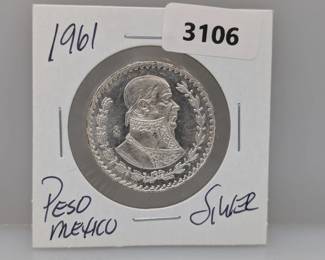 1961
3106
PESO
MEXICO
SILVER